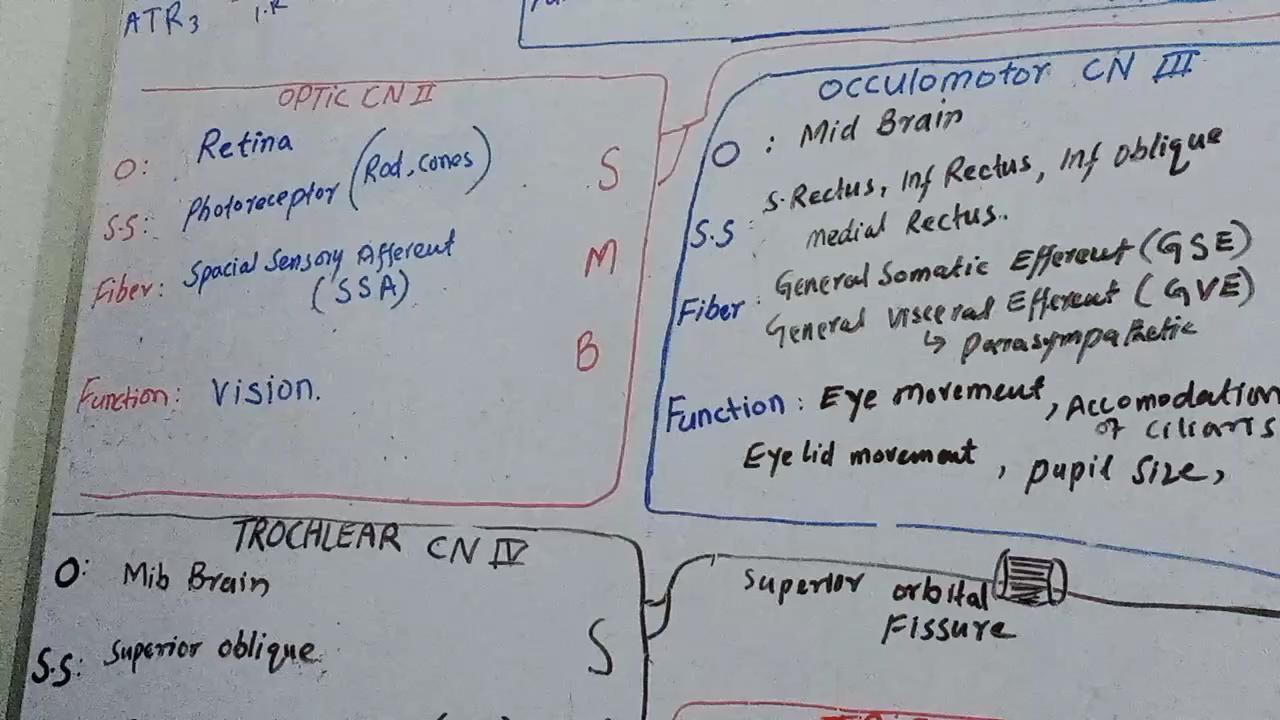 ATR3 I.R
OPTIC CN II
O: Retina
S.S: Photoreceptor (Rod, cones)
Fiber: Spacial Sensory Afferent
(SSA)
Function: Vision.
S
M
B
OCCULOMOTOR CN III
O : Mid Brain
S.S : S.Rectus, Inf Rectus, Inf Oblique
medial Rectus..
Fiber : General Somatic Efferent (GSE)
General Visceral Efferent (GVE)
↳ parasympathetic
Function : Eye movement, Accomodation
of ciliaris
Eye lid movement, pupil size,
TROCHLEAR CN IV
O: Mib Brain
S.S: Superior oblique
S
Superior orbital
Fissure